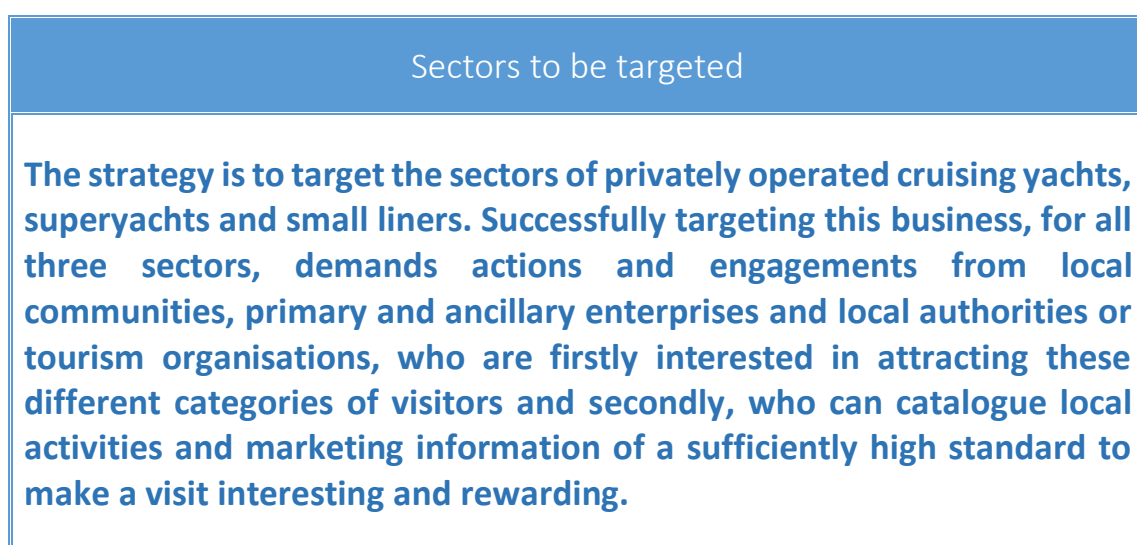 Sectors to be targeted
The strategy is to target the sectors of privately operated cruising yachts,
superyachts and small liners. Successfully targeting this business, for all
three sectors, demands actions and engagements from local
communities, primary and ancillary enterprises and local authorities or
tourism organisations, who are firstly interested in attracting these
different categories of visitors and secondly, who can catalogue local
activities and marketing information of a sufficiently high standard to
make a visit interesting and rewarding.